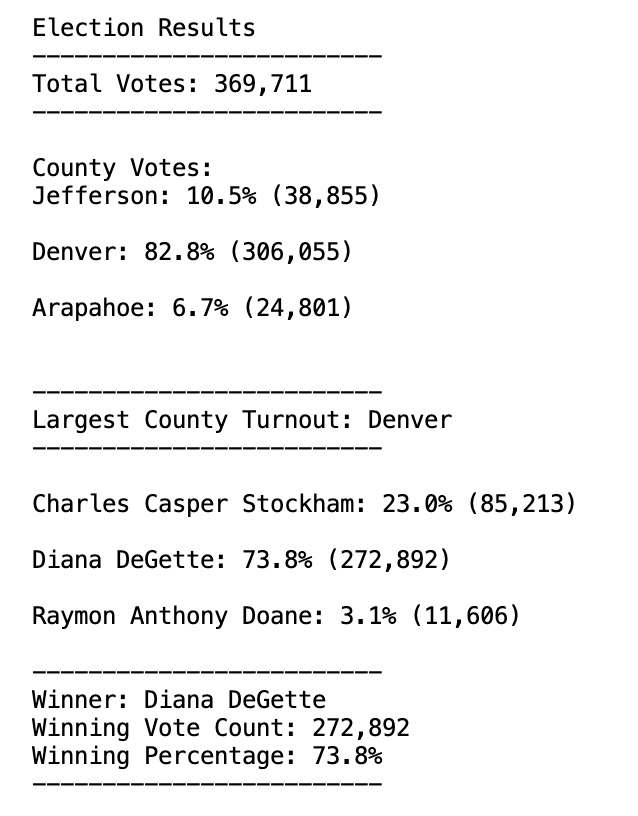 Election Results
-------------------------
Total Votes: 369,711
-------------------------
County Votes:
Jefferson: 10.5% (38,855)
Denver: 82.8% (306,055)
Arapahoe: 6.7% (24,801)
-------------------------
Largest County Turnout: Denver
-------------------------
Charles Casper Stockham: 23.0% (85,213)
Diana DeGette: 73.8% (272,892)
Raymon Anthony Doane: 3.1% (11,606)
-------------------------
Winner: Diana DeGette
Winning Vote Count: 272,892
Winning Percentage: 73.8%
-------------------------